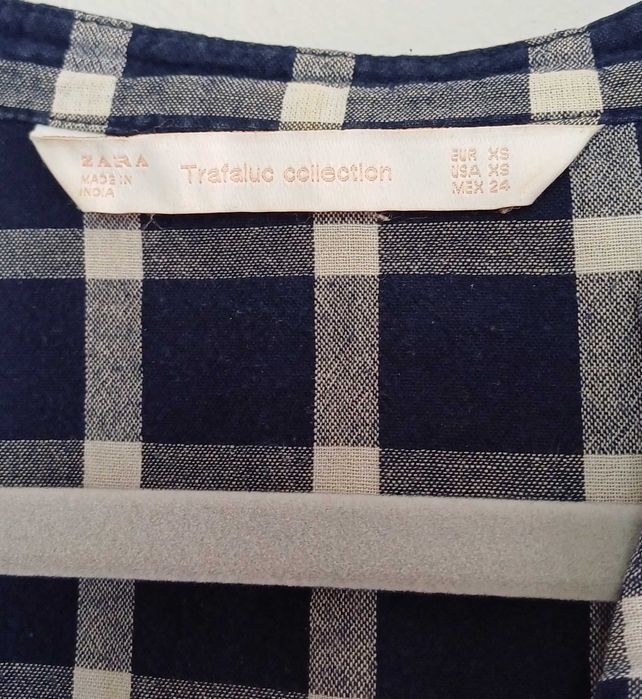 ZARA
MADE IN
INDIA
Trafaluc collection
EUR XS
USA XS
MEX 24